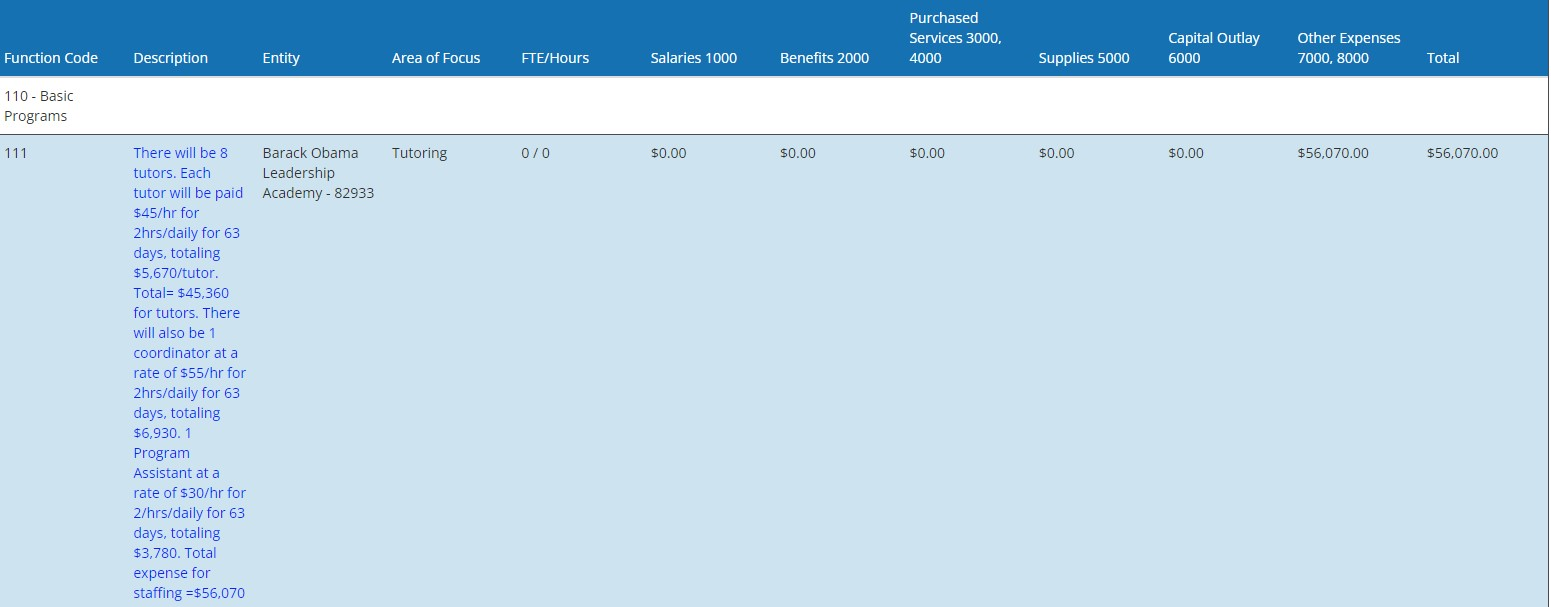 Function Code
Description
Entity
Area of Focus
FTE/Hours
Salaries 1000
Benefits 2000
Purchased
Services 3000,
4000
Supplies 5000
Capital Outlay
6000
Other Expenses
7000, 8000
Total
110 - Basic
Programs
111
There will be 8
tutors. Each
tutor will be paid
$45/hr for
2hrs/daily for 63
days, totaling
$5,670/tutor.
Total= $45,360
for tutors. There
will also be 1
coordinator at a
rate of $55/hr for
2hrs/daily for 63
days, totaling
$6,930. 1
Program
Assistant at a
rate of $30/hr for
2/hrs/daily for 63
days, totaling
$3,780. Total
expense for
staffing =$56,070
Barack Obama
Leadership
Academy - 82933
Tutoring
0 / 0
$0.00
$0.00
$0.00
$0.00
$0.00
$56,070.00
$56,070.00